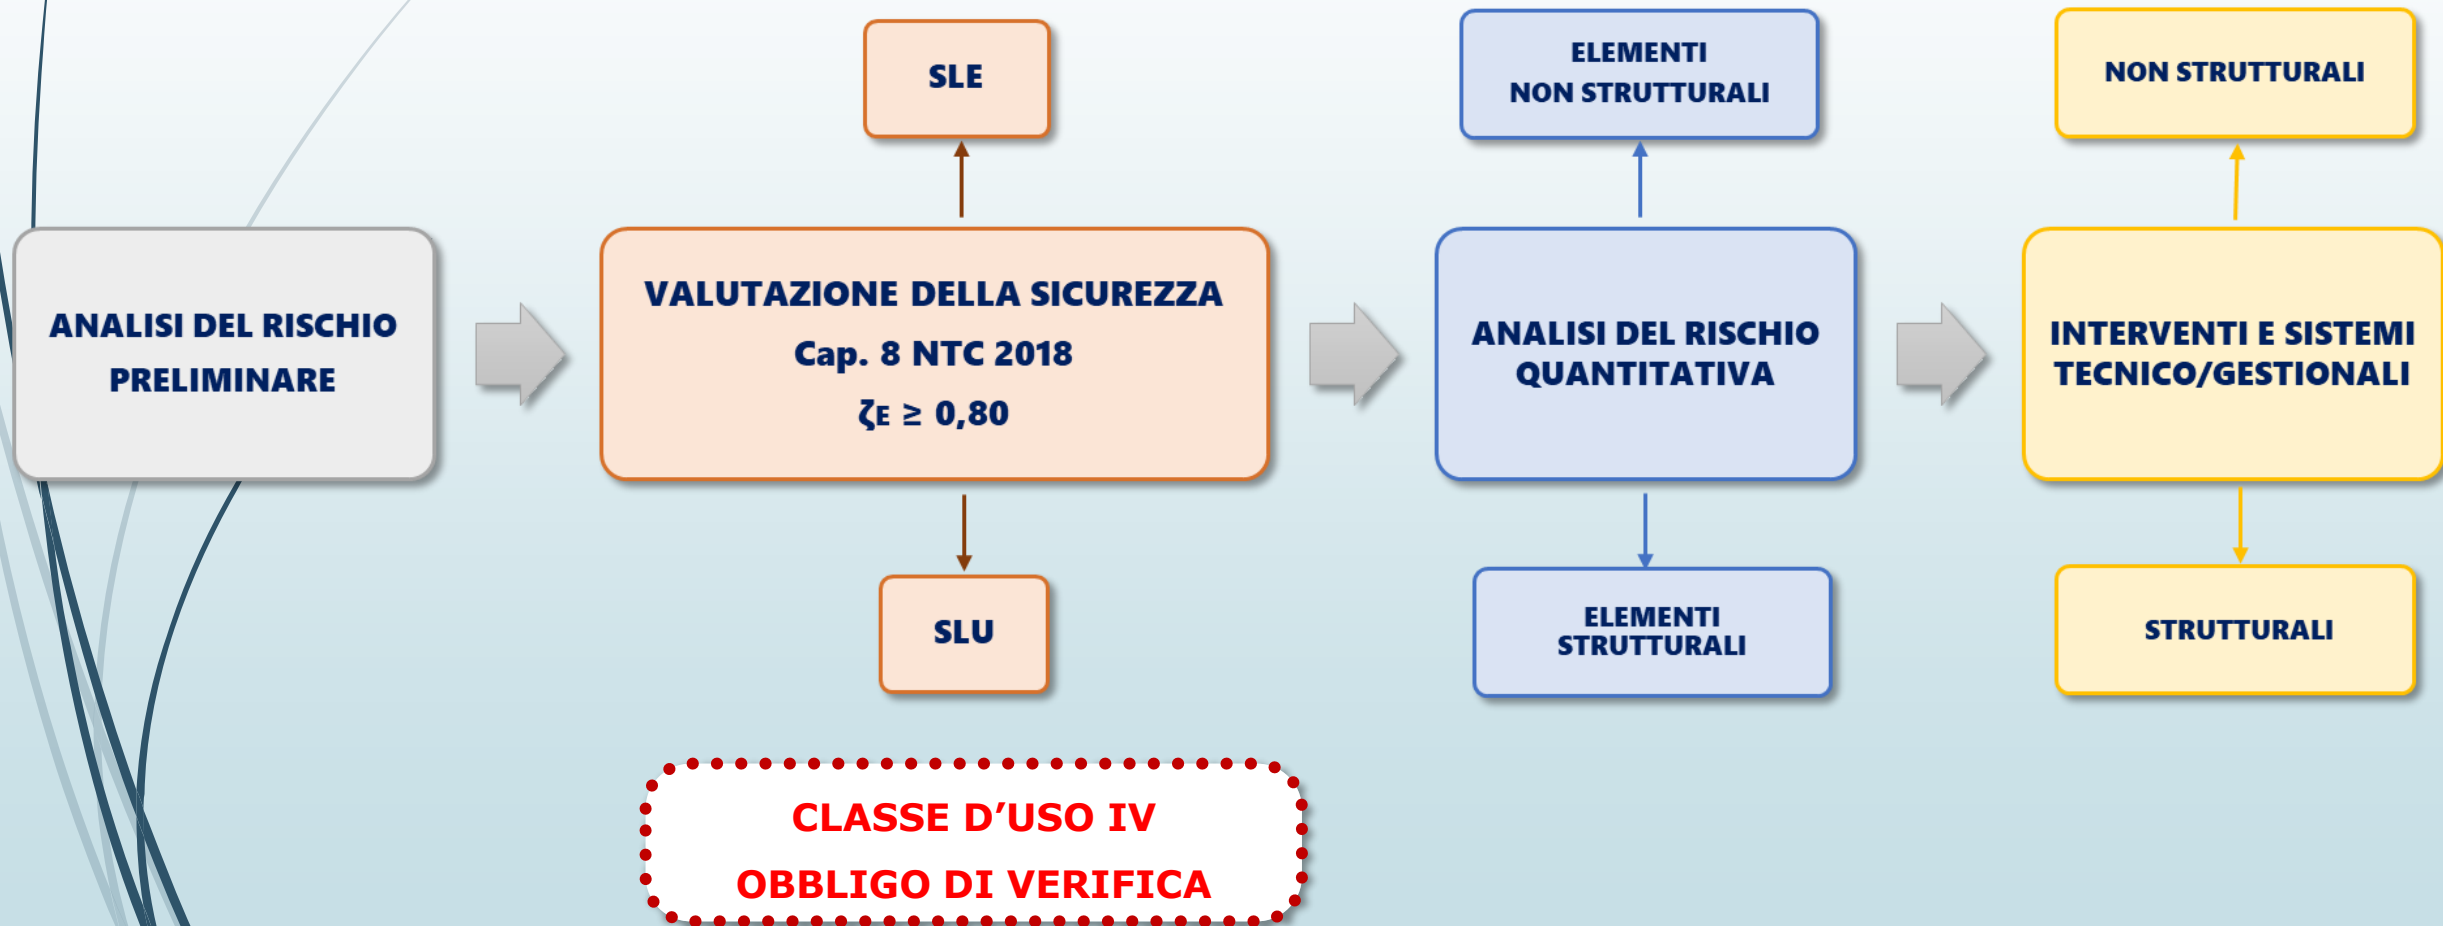 SLE
ELEMENTI
NON STRUTTURALI
NON STRUTTURALI
ANALISI DEL RISCHIO
PRELIMINARE
VALUTAZIONE DELLA SICUREZZA
Cap. 8 NTC 2018
ζE ≥ 0,80
ANALISI DEL RISCHIO
QUANTITATIVA
INTERVENTI E SISTEMI
TECNICO/GESTIONALI
SLU
ELEMENTI
STRUTTURALI
STRUTTURALI
CLASSE D’USO IV
OBBLIGO DI VERIFICA